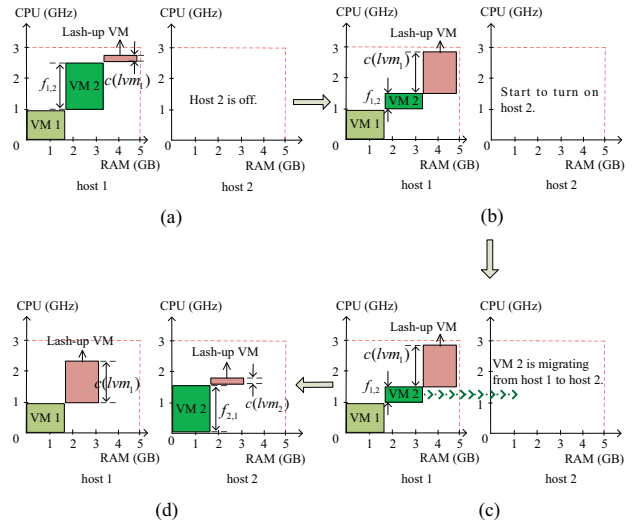 CPU (GHz)
Lash-up VM
3
2
1
0
f1,2
VM 2
VM 1
c(lvm1)
1 2 3 4 5
RAM (GB)
host 1
3
2
1
0
Host 2 is off.
1 2 3 4 5
RAM (GB)
host 2
(a)
CPU (GHz)
Lash-up VM
3
2
1
0
c(lvm1)
f1,2
VM 2
VM 1
1 2 3 4 5
RAM (GB)
host 1
3
2
1
0
Start to turn on
host 2.
1 2 3 4 5
RAM (GB)
host 2
(b)
CPU (GHz)
Lash-up VM
3
2
1
0
VM 1
c(lvm1)
1 2 3 4 5
RAM (GB)
host 1
CPU (GHz)
Lash-up VM
3
2
1
0
VM 2
f2,1
c(lvm2)
1 2 3 4 5
RAM (GB)
host 2
(d)
CPU (GHz)
Lash-up VM
3
2
1
0
c(lvm1)
f1,2
VM 2
VM 1
1 2 3 4 5
RAM (GB)
host 1
CPU (GHz)
3
2
1
0
VM 2 is migrating
from host 1 to host 2.
1 2 3 4 5
RAM (GB)
host 2
(c)